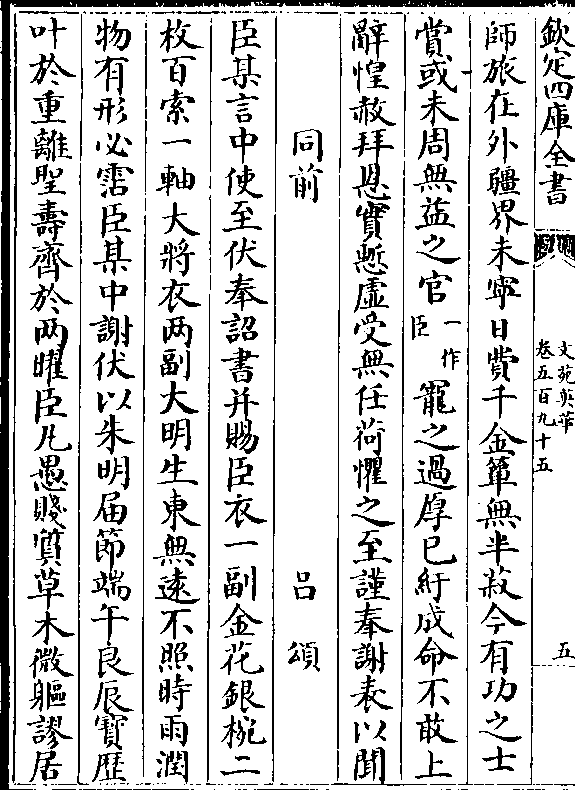 欽定四庫全書
文苑英華
卷五百九十五
五
師旅在外疆界未寧日費千金箄無半菽今有功之士
賞或未周無益之官一作臣寵之過厚已紆成命不敢上
辭惶赦拜恩實慙虛受無任荷懼之至謹奉謝表以聞
同前 吕頌
臣某言中使至伏奉詔書并賜臣衣一副金花銀椀二
枚百索一軸大將衣两副大明生東無遠不照時雨潤
物有形必霑臣某中謝伏以朱明届節端午良辰寳歴
叶於重離聖壽齊於两曜臣凡愚賤質草木微軀謬居